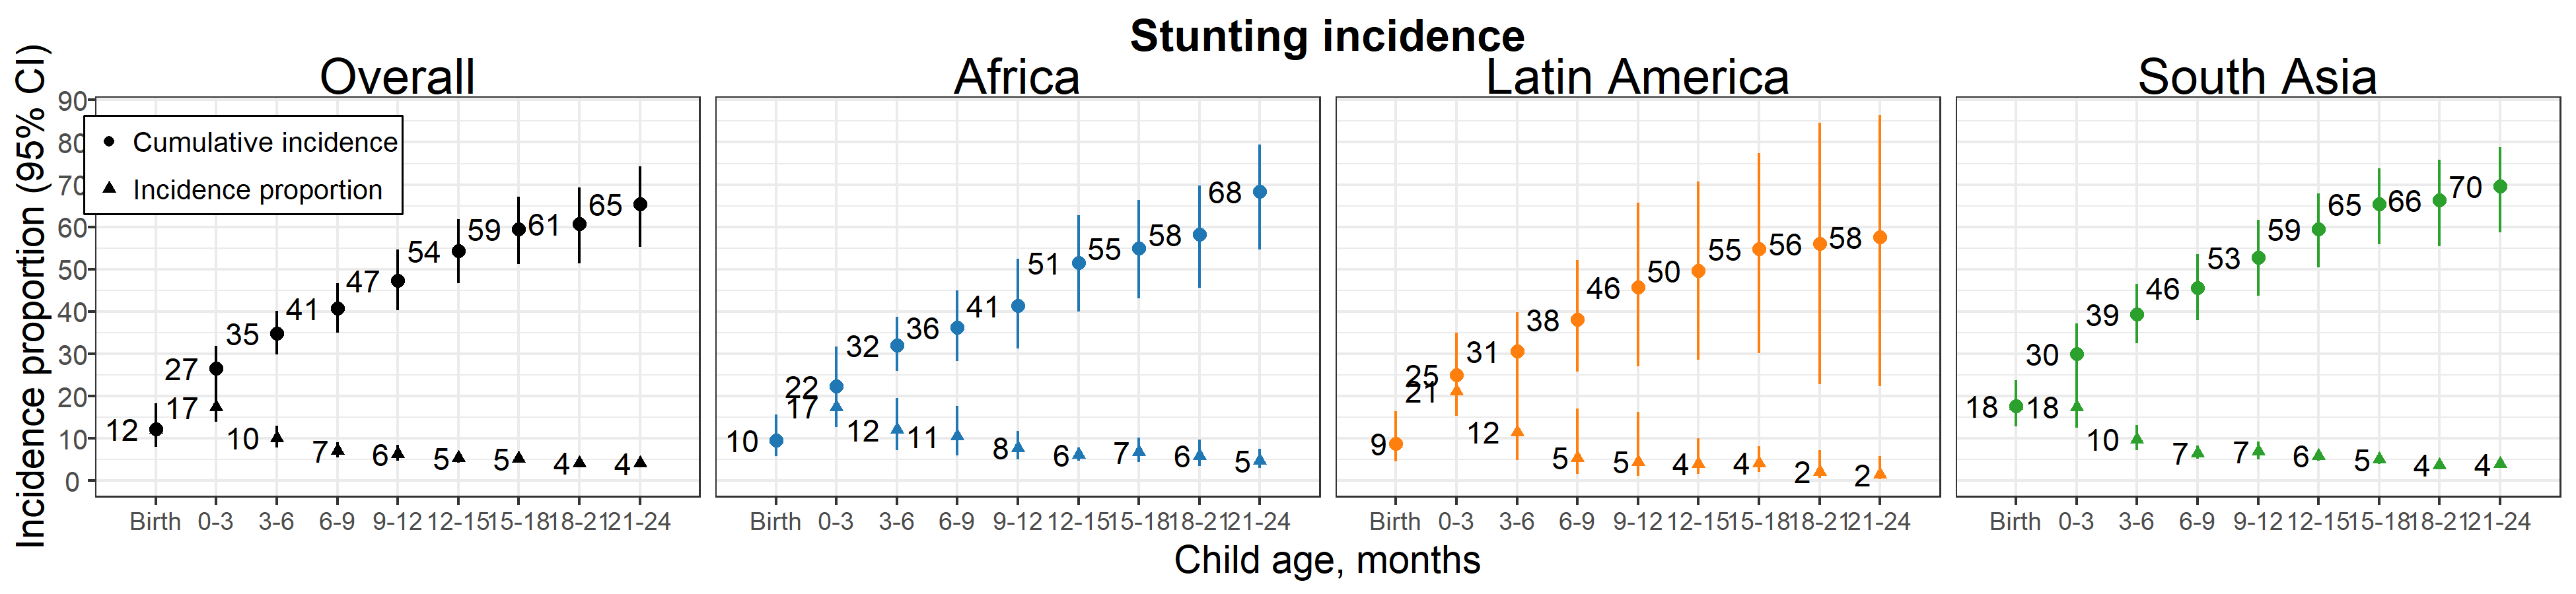 Stunting incidence
Overall
Africa
Latin America
South Asia
Incidence proportion (95% CI)
90
80
70
60
50
40
30
20
10
0
Cumulative incidence
Incidence proportion
12 27 35 41 47 54 59 61 65
17 10 7 6 5 5 4 4
10 22 32 36 41 51 55 58 68
17 12 11 8 6 7 6 5
9 25 31 38 46 50 55 56 58
21 12 5 5 4 4 2 2
18 30 39 46 53 59 65 66 70
18 10 7 7 6 5 4 4
Birth 0-3 3-6 6-9 9-12 12-15 15-18 18-21 21-24
Birth 0-3 3-6 6-9 9-12 12-15 15-18 18-21 21-24
Birth 0-3 3-6 6-9 9-12 12-15 15-18 18-21 21-24
Birth 0-3 3-6 6-9 9-12 12-15 15-18 18-21 21-24
Child age, months